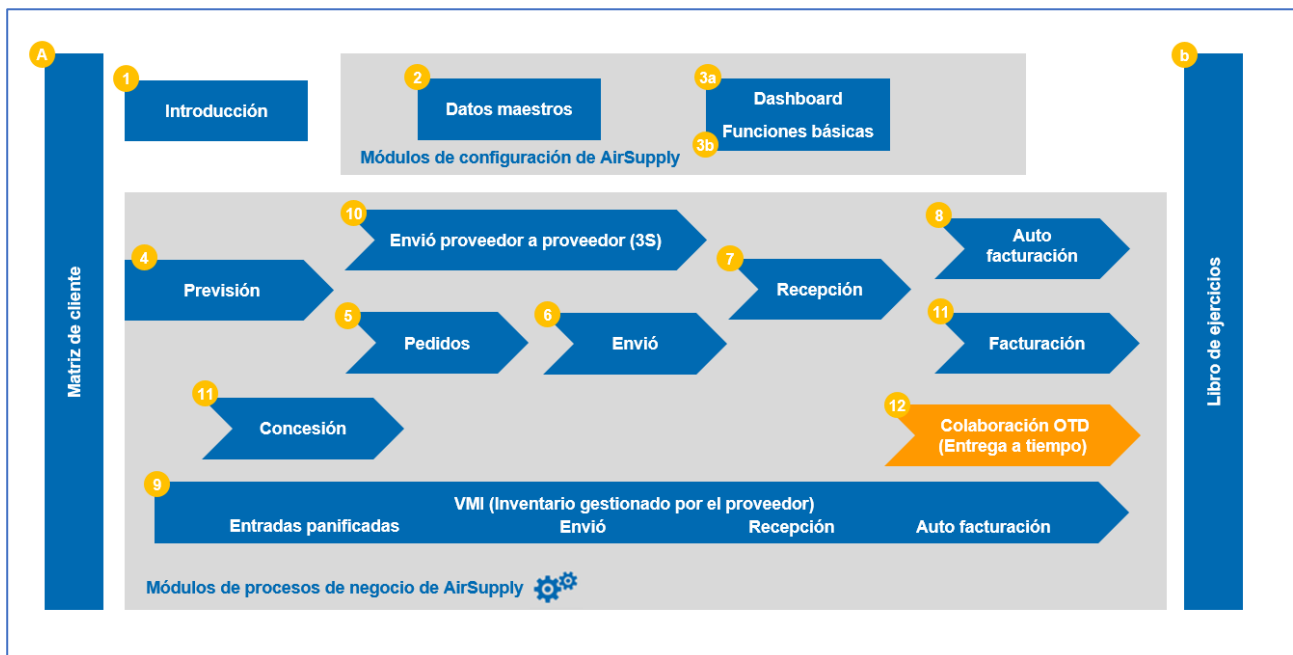 A
Matriz de cliente
1
Introducción
2
Datos maestros
3a
Dashboard
3b
Funciones básicas
Módulos de configuración de AirSupply
b
Libro de ejercicios
4
Previsión
10
Envió proveedor a proveedor (3S)
5
Pedidos
6
Envió
7
Recepción
8
Auto
facturación
11
Facturación
11
Concesión
12
Colaboración OTD
(Entrega a tiempo)
9
VMI (Inventario gestionado por el proveedor)
Entradas panificadas
Envió
Recepción
Auto facturación
Módulos de procesos de negocio de AirSupply